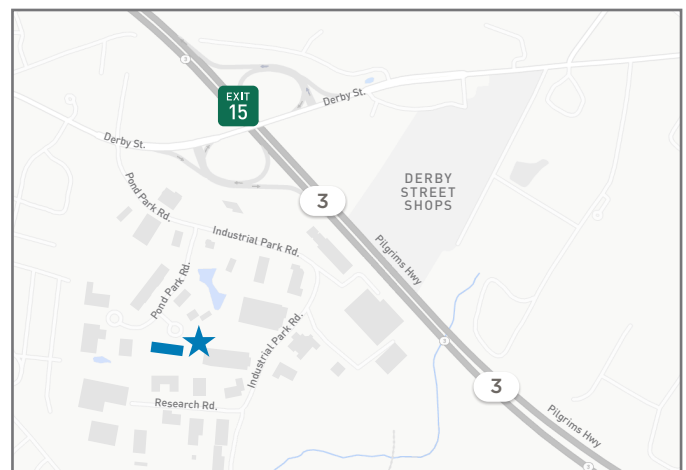 EXIT
15
Derby St.
Derby St.
DERBY
STREET
SHOPS
3
Pond Park Rd.
Industrial Park Rd.
Pilgrims Hwy
Pond Park Rd.
Industrial Park Rd.
3
Research Rd.
Pilgrims Hwy